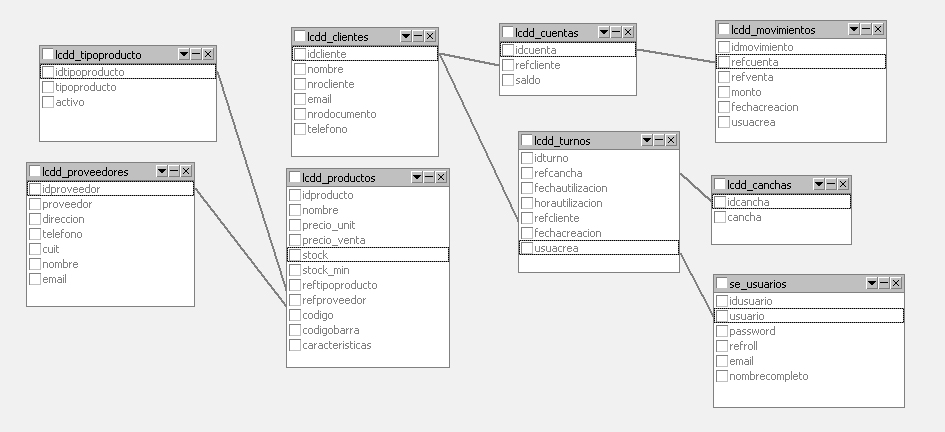 lcdd_tipoproducto
idtipoproducto
tipoproducto
activo
lcdd_clientes
idcliente
nombre
nrocliente
email
nrodocumento
telefono
lcdd_cuentas
idcuenta
refcliente
saldo
lcdd_movimientos
idmovimiento
refcuenta
refventa
monto
fechacreacion
usuacrea
lcdd_proveedores
idproveedor
proveedor
direccion
telefono
cuit
nombre
email
lcdd_productos
idproducto
nombre
precio_unit
precio_venta
stock
stock_min
reftipoproducto
refproveedor
codigo
codigobarra
caracteristicas
lcdd_turnos
idturno
refcancha
fechautilizacion
horautilizacion
refcliente
fechacreacion
usuacrea
lcdd_canchas
idcancha
cancha
se_usuarios
idusuario
usuario
password
refroll
email
nombrecompleto